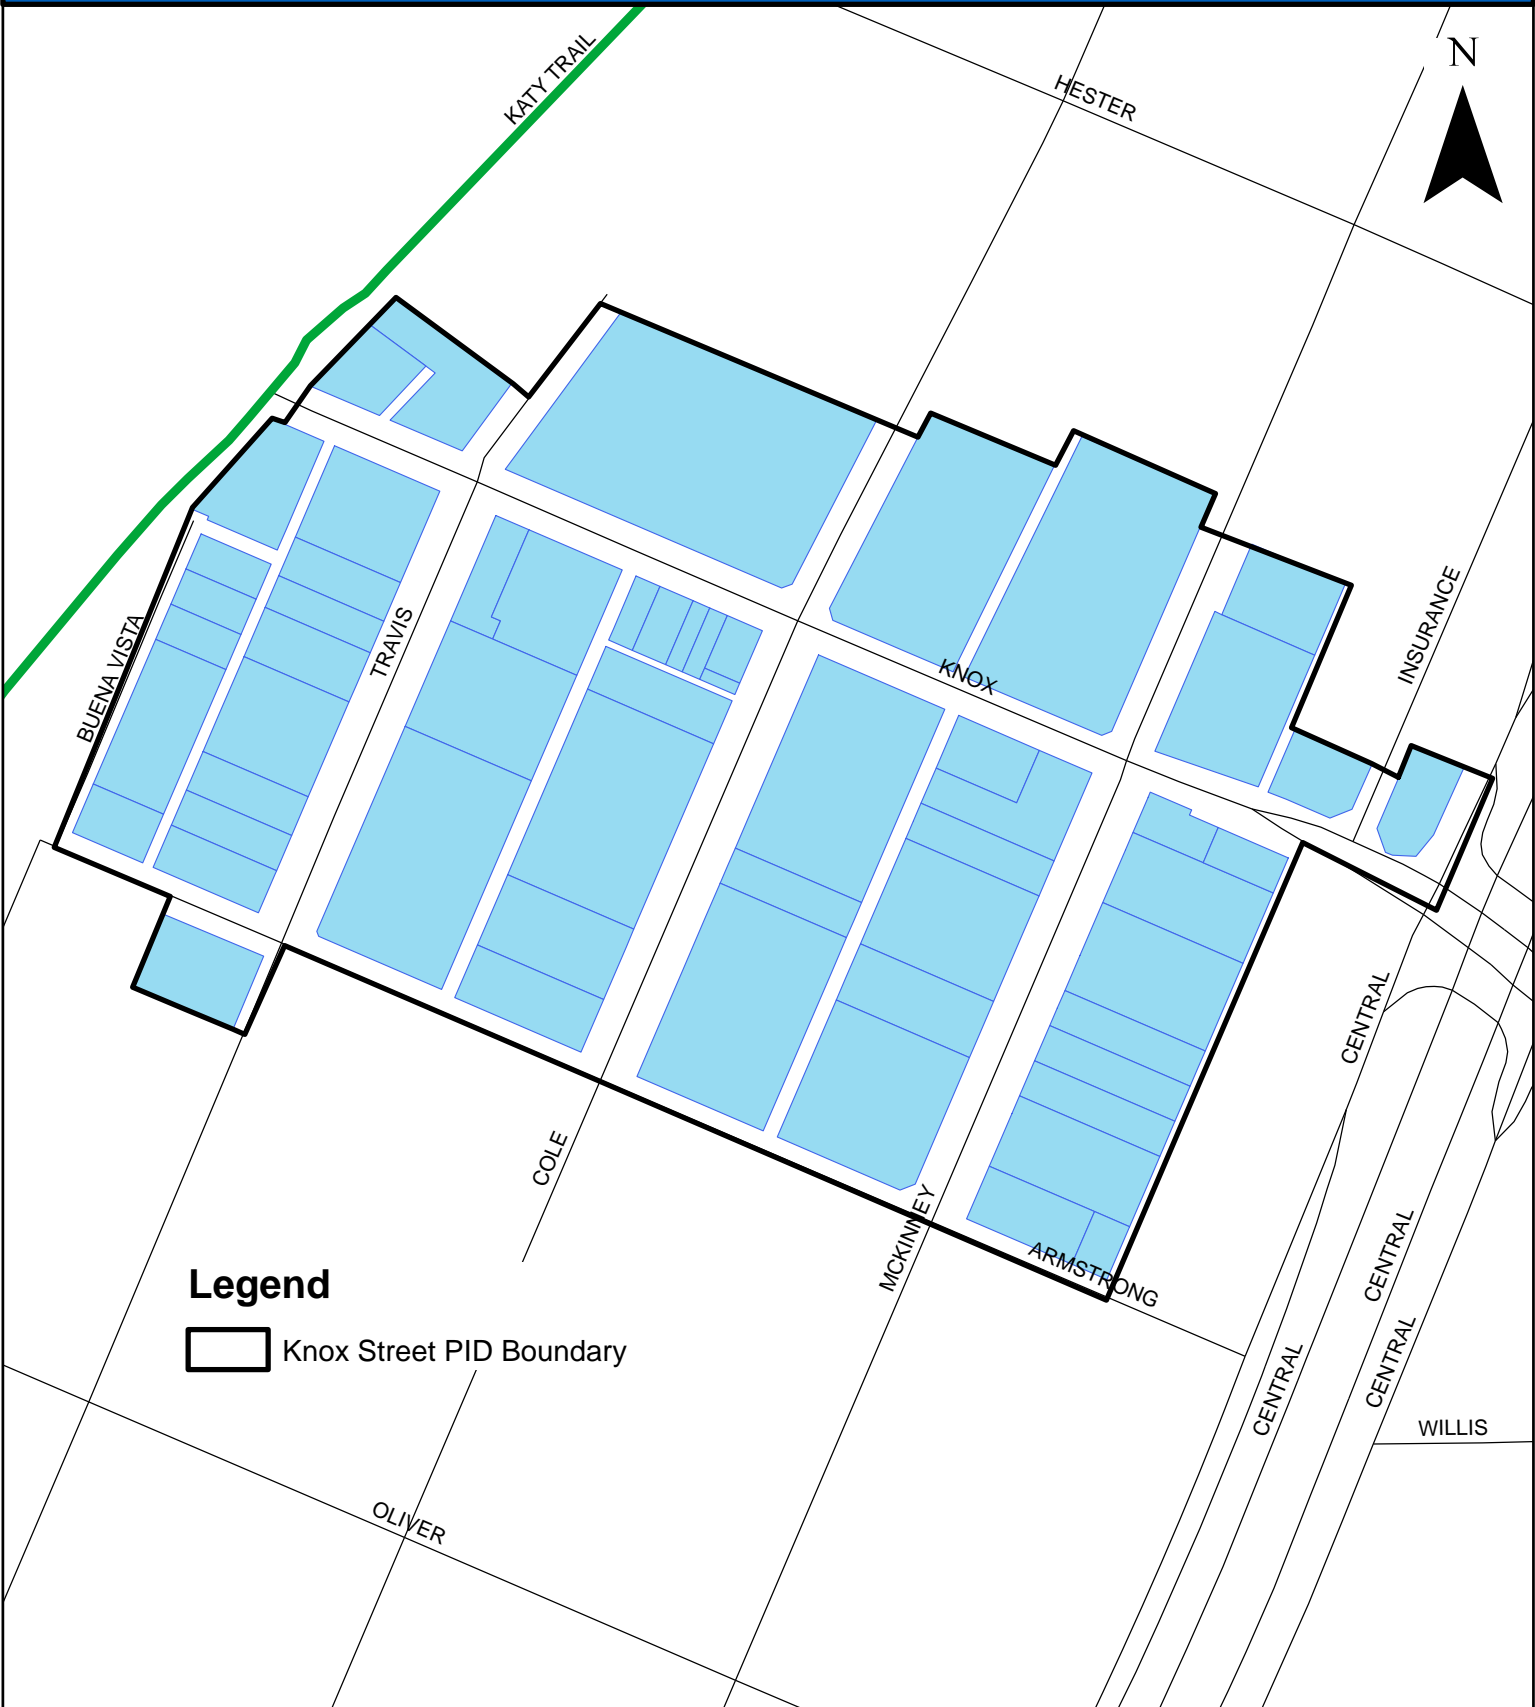 KATY TRAIL
N
HESTER
INSURANCE
TRAVIS
BUENA VISTA
KNOX
CENTRAL
COLE
MCKINNEY
ARMSTRONG
CENTRAL
CENTRAL
CENTRAL
Legend
Knox Street PID Boundary
WILLIS
OLIVER